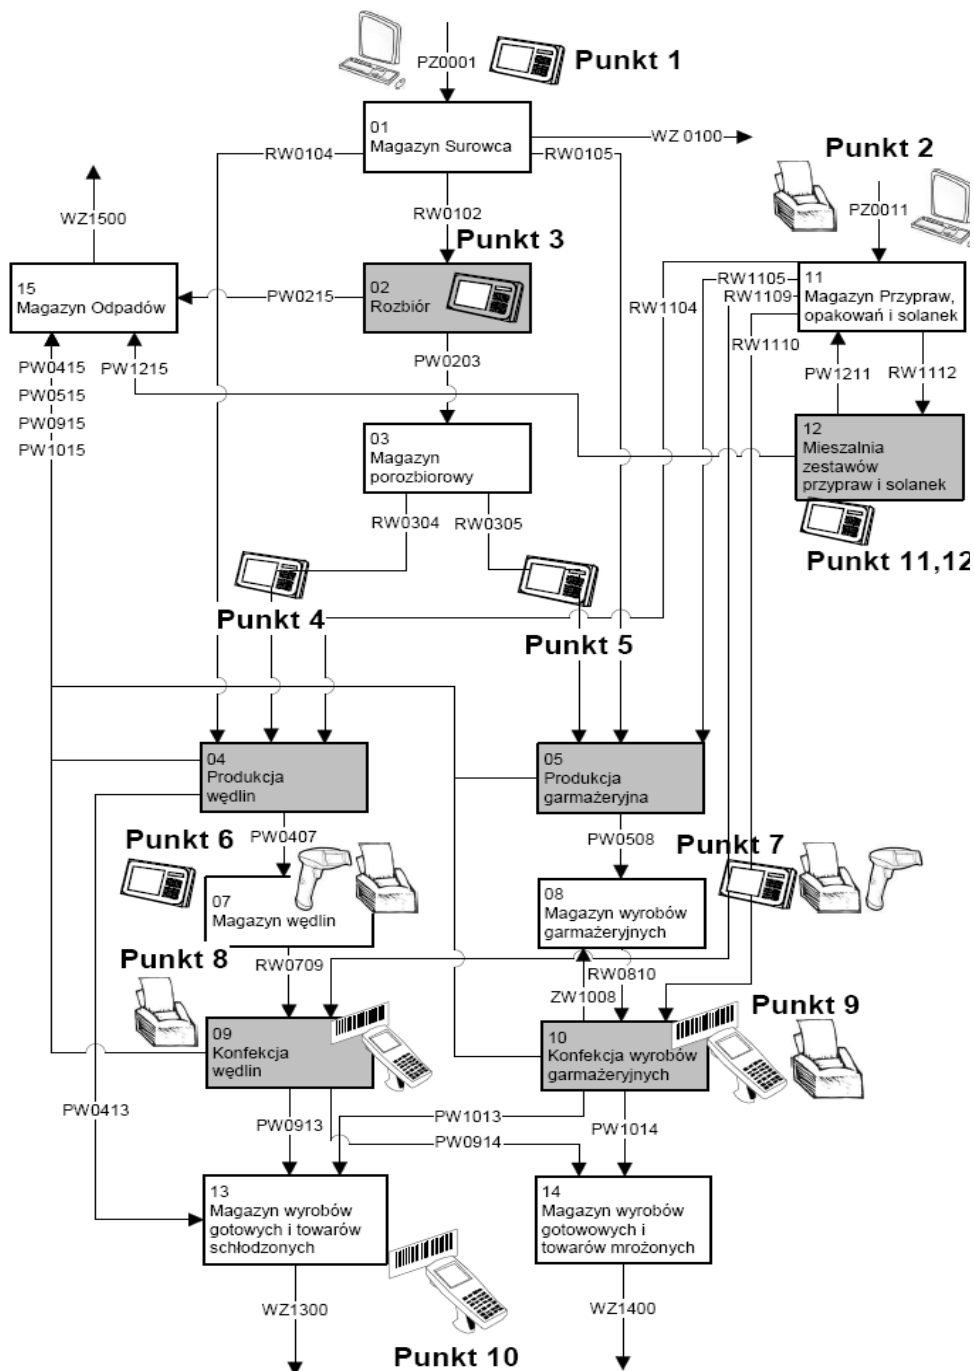 PZ0001
Punkt 1
01
Magazyn Surowca
WZ 0100
RW0104
RW0105
Punkt 2
PZ0011
WZ1500
RW0102
Punkt 3
15
Magazyn Odpadów
PW0215
02
Rozbiór
RW1104
RW1105
RW1109
RW1110
11
Magazyn Przypraw,
opakowań i solanek
PW0415
PW0515
PW0915
PW1015
PW1215
PW0203
PW1211
RW1112
03
Magazyn
porozbiorowy
12
Mieszalnia
zestawów
przypraw i solanek
RW0304
RW0305
Punkt 11,12
Punkt 4
Punkt 5
04
Produkcja
wędlin
05
Produkcja
garmażeryjna
PW0407
PW0508
Punkt 6
Punkt 7
07
Magazyn wędlin
08
Magazyn wyrobów
garmażeryjnych
Punkt 8
RW0709
RW0810
ZW1008
Punkt 9
09
Konfekcja
wędlin
10
Konfekcja wyrobów
garmażeryjnych
PW0413
PW0913
PW1013
PW0914
PW1014
13
Magazyn wyrobów
gotowych i towarów
schłodzonych
14
Magazyn wyrobów
gotowowych i
towarów mrożonych
WZ1300
WZ1400
Punkt 10